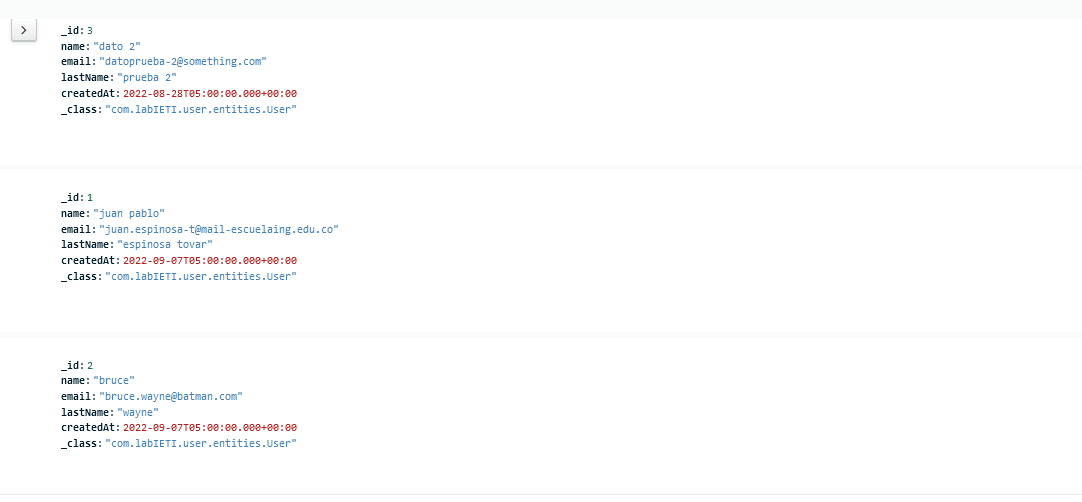 _id: 3
name: "dato 2"
email: "datoprueba-2@something.com"
lastName: "prueba 2"
createdAt: 2022-08-28T05:00:00.000+00:00
_class: "com.labIETI.user.entities.User"
_id: 1
name: "juan pablo"
email: "juan.espinosa-t@mail-escuelaing.edu.co"
lastName: "espinosa tovar"
createdAt: 2022-09-07T05:00:00.000+00:00
_class: "com.labIETI.user.entities.User"
_id: 2
name: "bruce"
email: "bruce.wayne@batman.com"
lastName: "wayne"
createdAt: 2022-09-07T05:00:00.000+00:00
_class: "com.labIETI.user.entities.User"